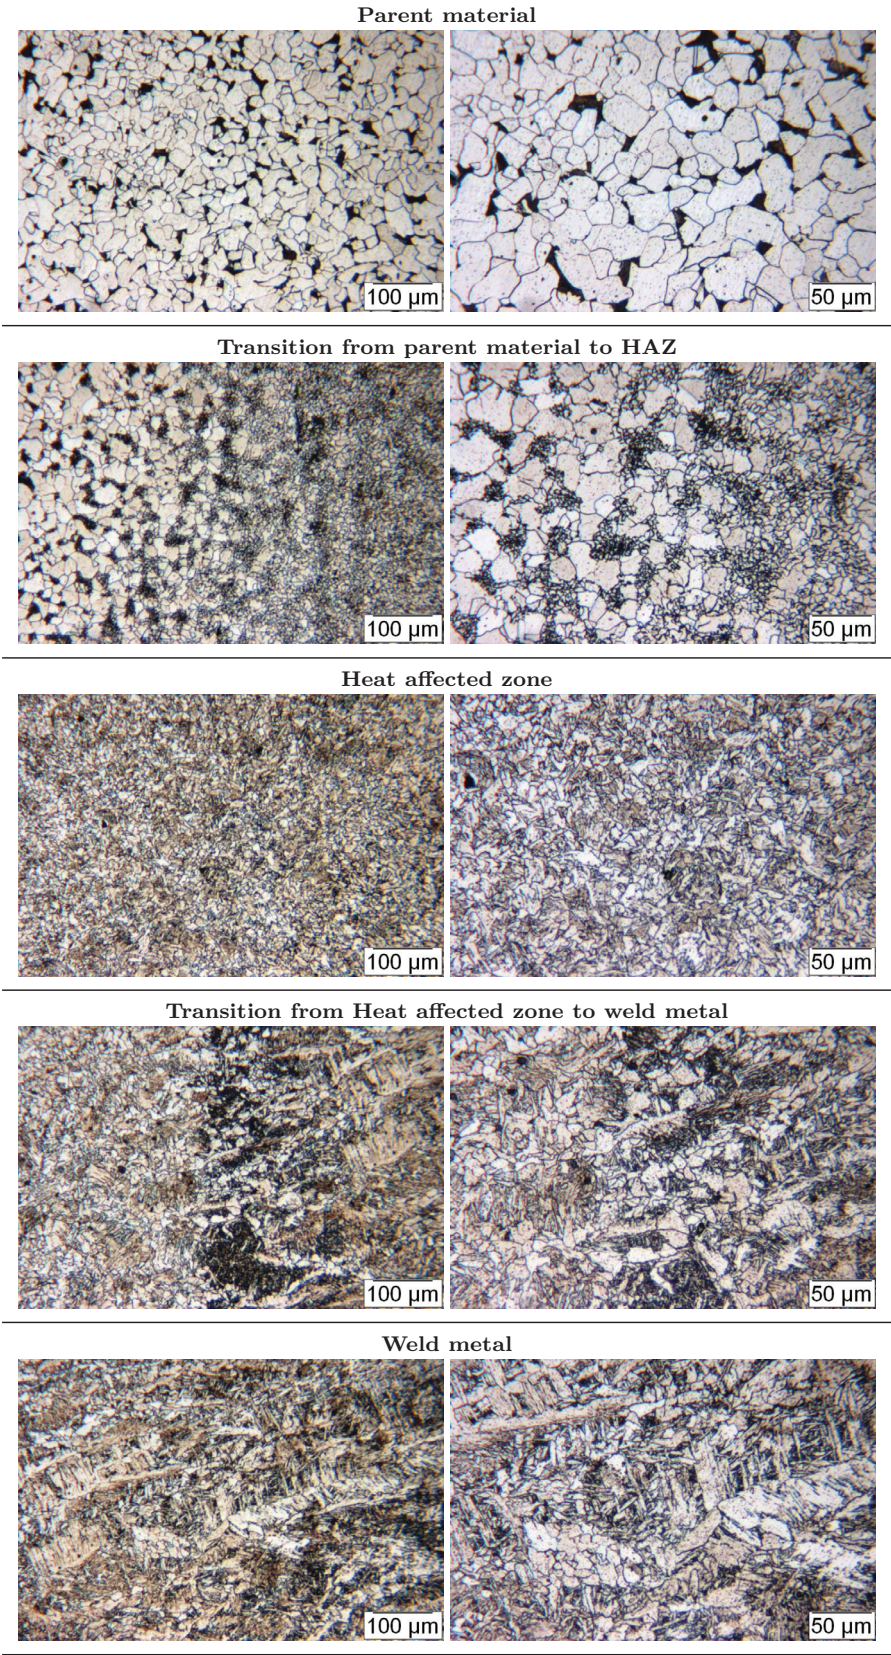 Parent material
100 µm
50 µm
Transition from parent material to HAZ
100 µm
50 µm
Heat affected zone
100 µm
50 µm
Transition from Heat affected zone to weld metal
100 µm
50 µm
Weld metal
100 µm
50 µm